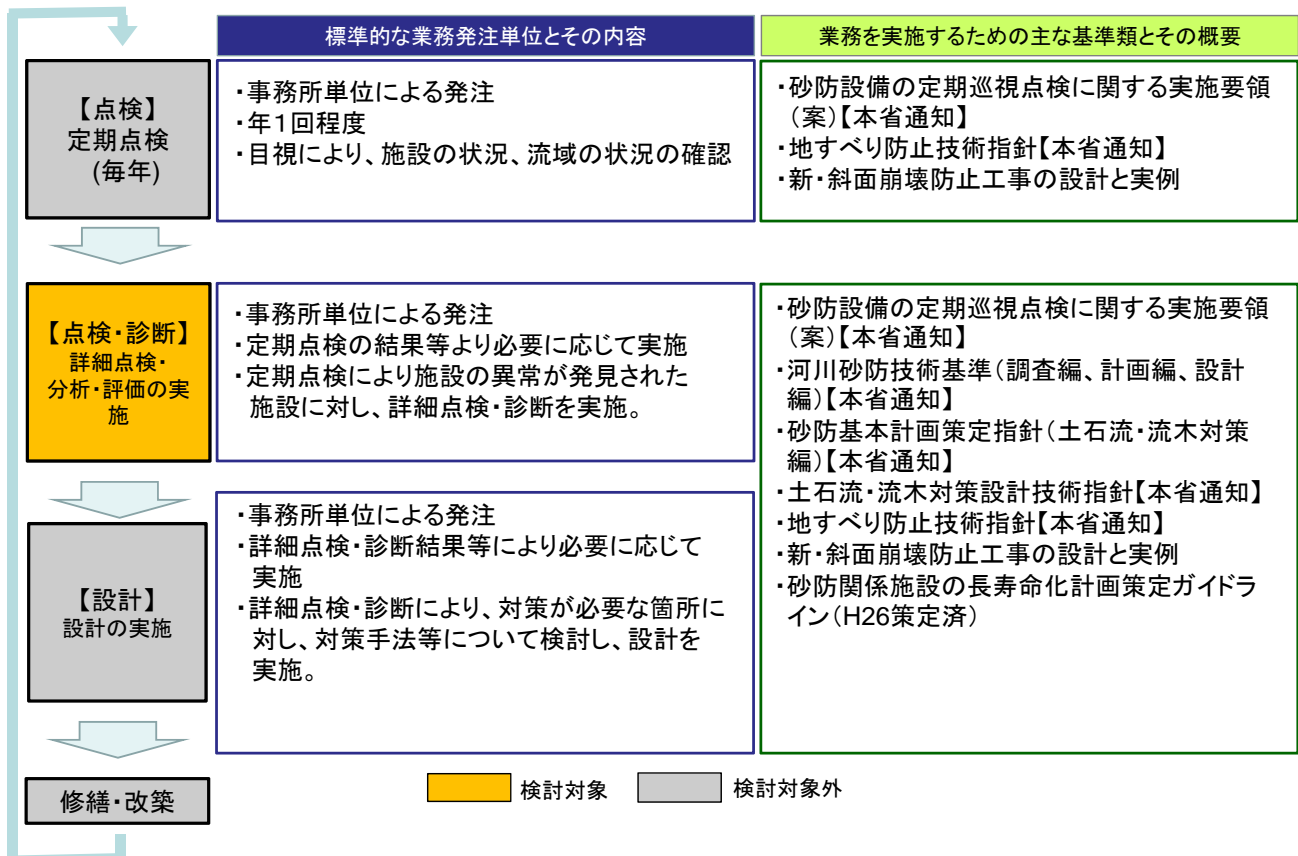 標準的な業務発注単位とその内容
業務を実施するための主な基準類とその概要
【点検】
定期点検
(毎年)
・事務所単位による発注
・年1回程度
・目視により、施設の状況、流域の状況の確認
・砂防設備の定期巡視点検に関する実施要領
(案)【本省通知】
・地すべり防止技術指針【本省通知】
・新・斜面崩壊防止工事の設計と実例
【点検・診断】
詳細点検・
分析・評価の実
施
・事務所単位による発注
・定期点検の結果等より必要に応じて実施
・定期点検により施設の異常が発見された
施設に対し、詳細点検・診断を実施。
・砂防設備の定期巡視点検に関する実施要領
(案)【本省通知】
・河川砂防技術基準(調査編、計画編、設計
編)【本省通知】
・砂防基本計画策定指針(土石流・流木対策
編)【本省通知】
・土石流・流木対策設計技術指針【本省通知】
・地すべり防止技術指針【本省通知】
・新・斜面崩壊防止工事の設計と実例
・砂防関係施設の長寿命化計画策定ガイドラ
イン(H26策定済)
【設計】
設計の実施
・事務所単位による発注
・詳細点検・診断結果等により必要に応じて
実施
・詳細点検・診断により、対策が必要な箇所に
対し、対策手法等について検討し、設計を
実施。
修繕・改築
検討対象
検討対象外